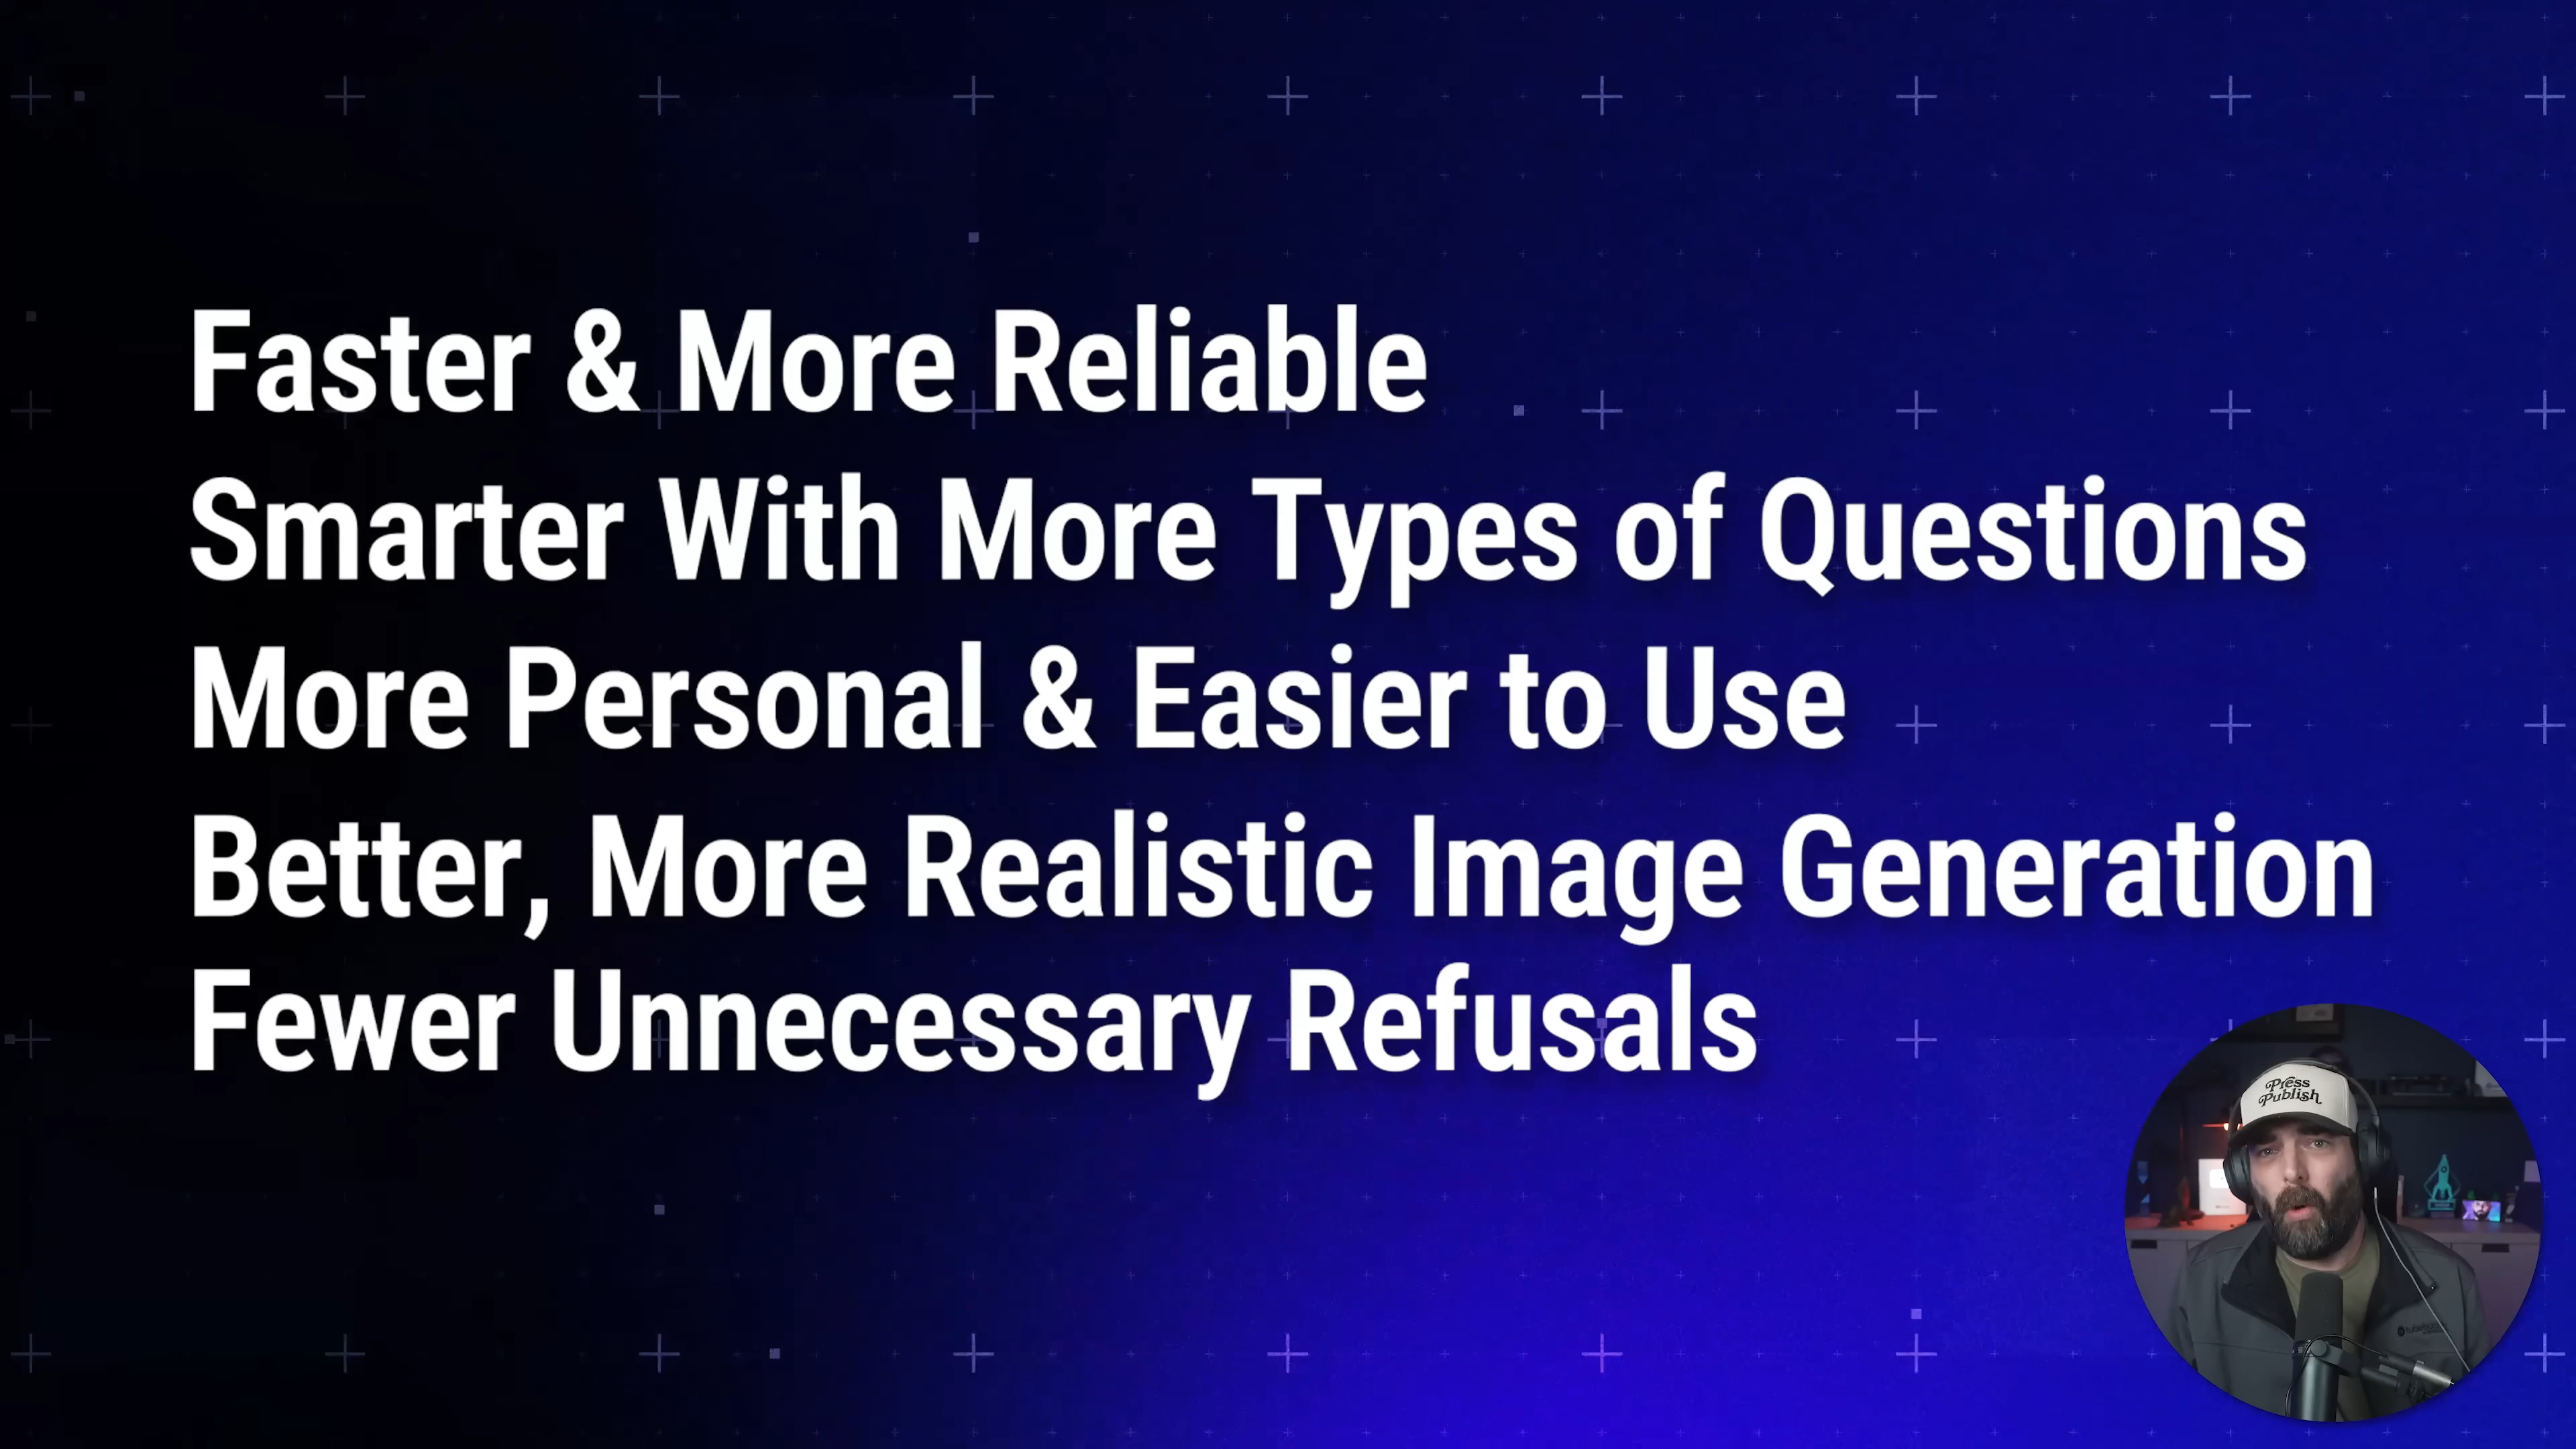 Faster & More Reliable
Smarter With More Types of Questions
More Personal & Easier to Use
Better, More Realistic Image Generation
Fewer Unnecessary Refusals
Press
Publish